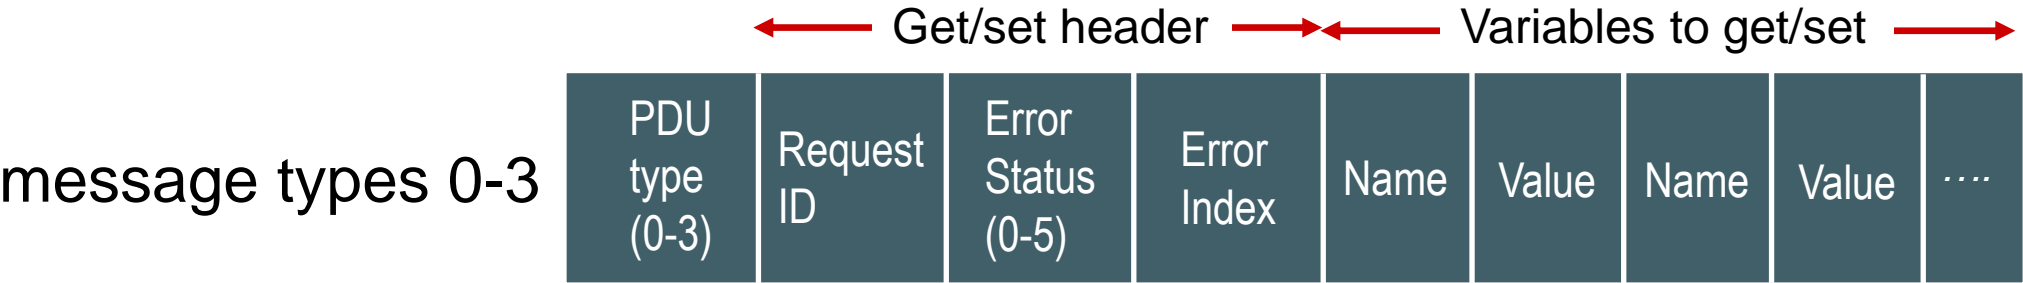 Get/set header
Variables to get/set
message types 0-3
PDU
type
(0-3)
Request
ID
Error
Status
(0-5)
Error
Index
Name
Value
Name
Value
....